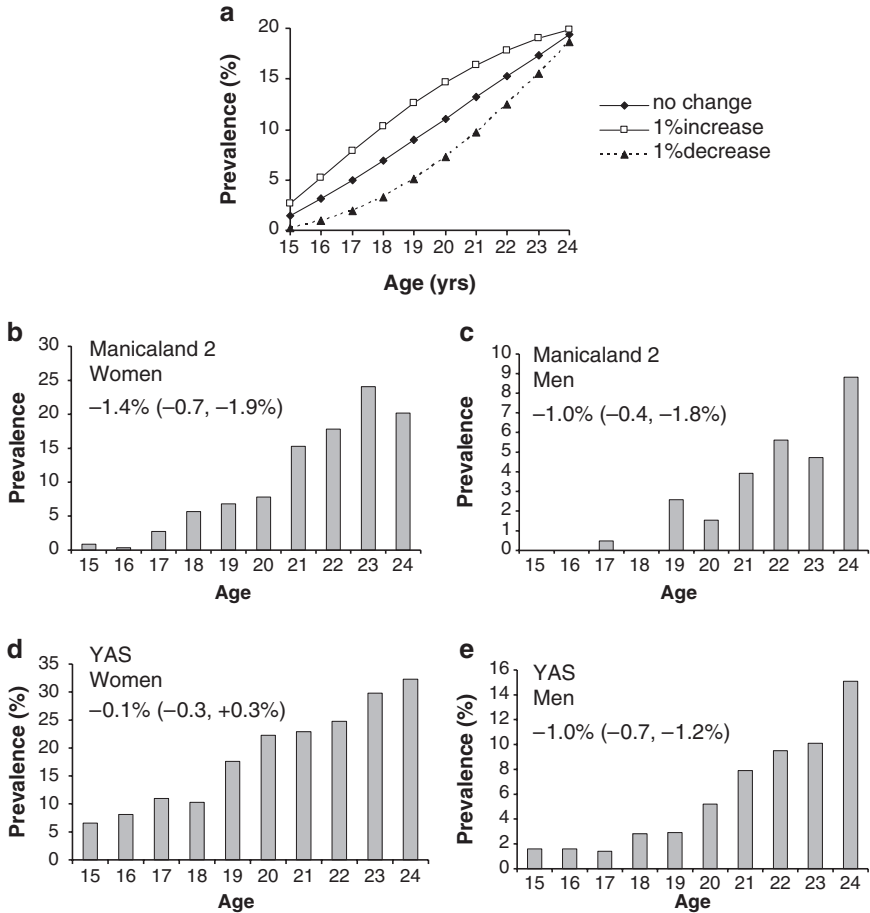 a
Prevalence (%)
20
15
10
5
0
15 16 17 18 19 20 21 22 23 24
Age (yrs)
no change
1%increase
1%decrease
b
Manicaland 2
Women
–1.4% (–0.7, –1.9%)
Prevalence
30
25
20
15
10
5
0
15 16 17 18 19 20 21 22 23 24
Age
c
Manicaland 2
Men
–1.0% (–0.4, –1.8%)
Prevalence
10
9
8
7
6
5
4
3
2
1
0
15 16 17 18 19 20 21 22 23 24
Age
d
YAS
Women
–0.1% (–0.3, +0.3%)
Prevalence (%)
35
30
25
20
15
10
5
0
15 16 17 18 19 20 21 22 23 24
Age
e
YAS
Men
–1.0% (–0.7, –1.2%)
Prevalence (%)
16
14
12
10
8
6
4
2
0
15 16 17 18 19 20 21 22 23 24
Age